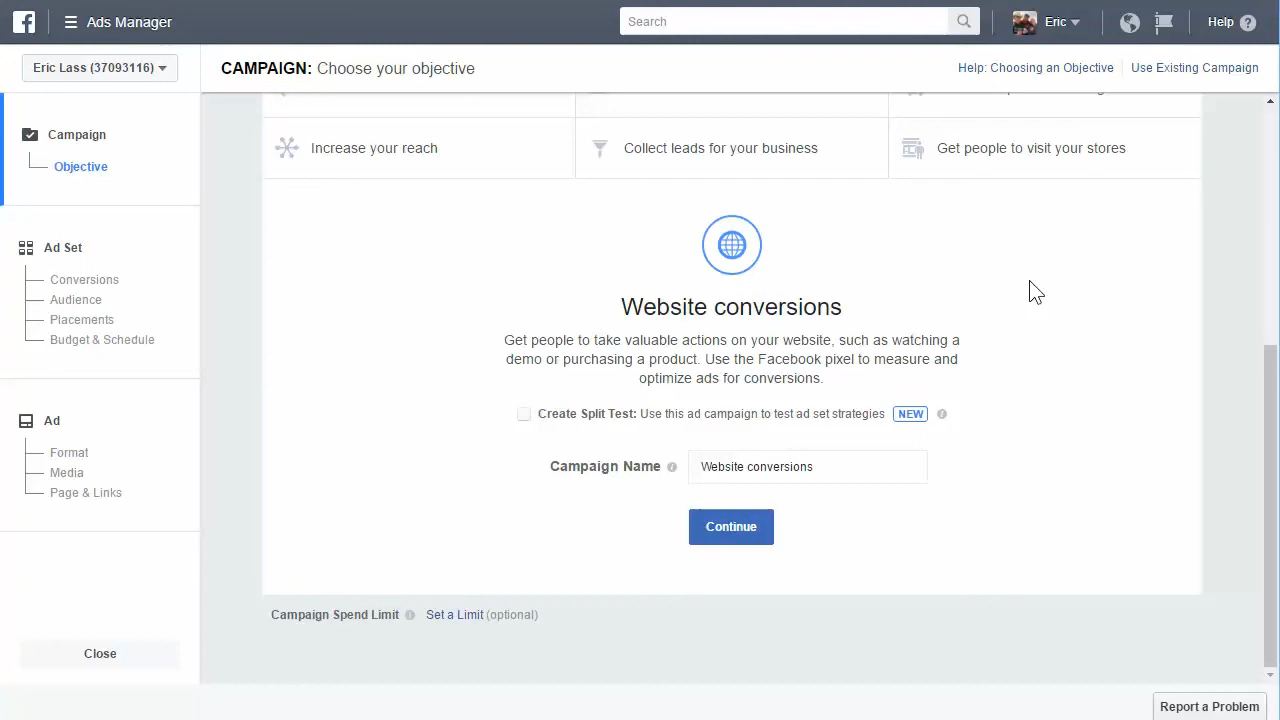 f Ads Manager Search Eric Help ?
Eric Lass (37093116) CAMPAIGN: Choose your objective Help: Choosing an Objective Use Existing Campaign
Campaign
Objective
Ad Set
Conversions
Audience
Placements
Budget & Schedule
Ad
Format
Media
Page & Links
Close
Increase your reach Collect leads for your business Get people to visit your stores
Website conversions
Get people to take valuable actions on your website, such as watching a
demo or purchasing a product. Use the Facebook pixel to measure and
optimize ads for conversions.
Create Split Test: Use this ad campaign to test ad set strategies NEW i
Campaign Name i Website conversions
Continue
Campaign Spend Limit i Set a Limit (optional)
Report a Problem